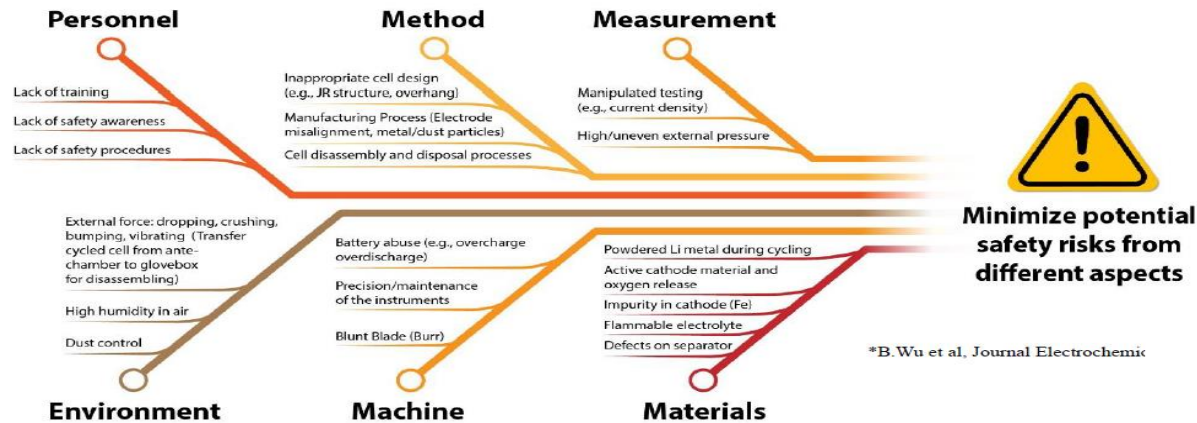 Personnel
Method
Measurement
Lack of training
Lack of safety awareness
Lack of safety procedures
Inappropriate cell design
(e.g., JR structure, overhang)
Manufacturing Process (Electrode
misalignment, metal/dust particles)
Cell disassembly and disposal processes
Manipulated testing
(e.g., current density)
High/uneven external pressure
!
Minimize potential
safety risks from
different aspects
External force: dropping, crushing,
bumping, vibrating (Transfer
cycled cell from ante-
chamber to glovebox
for disassembling)
High humidity in air
Dust control
Battery abuse (e.g., overcharge
overdischarge)
Precision/maintenance
of the instruments
Blunt Blade (Burr)
Powdered Li metal during cycling
Active cathode material and
oxygen release
Impurity in cathode (Fe)
Flammable electrolyte
Defects on separator
*B.Wu et al, Journal Electrochemic
Environment
Machine
Materials